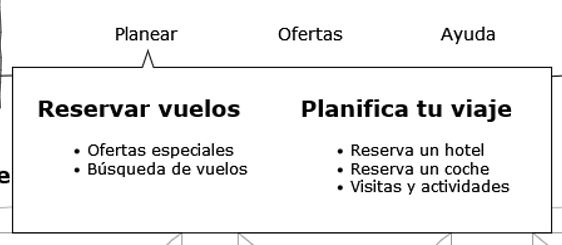 Planear
Ofertas
Ayuda
Reservar vuelos
• Ofertas especiales
• Búsqueda de vuelos
Planifica tu viaje
• Reserva un hotel
• Reserva un coche
• Visitas y actividades